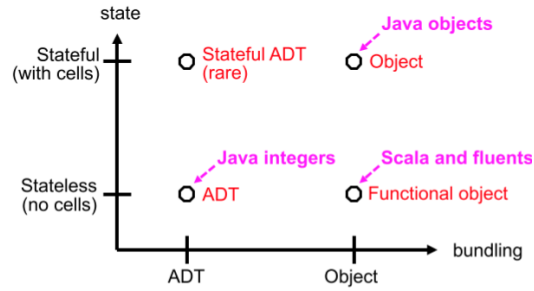 state
Java objects
Stateful
(with cells)
Stateful ADT
(rare)
Object
Java integers
Scala and fluents
Stateless
(no cells)
ADT
Functional object
bundling
ADT
Object